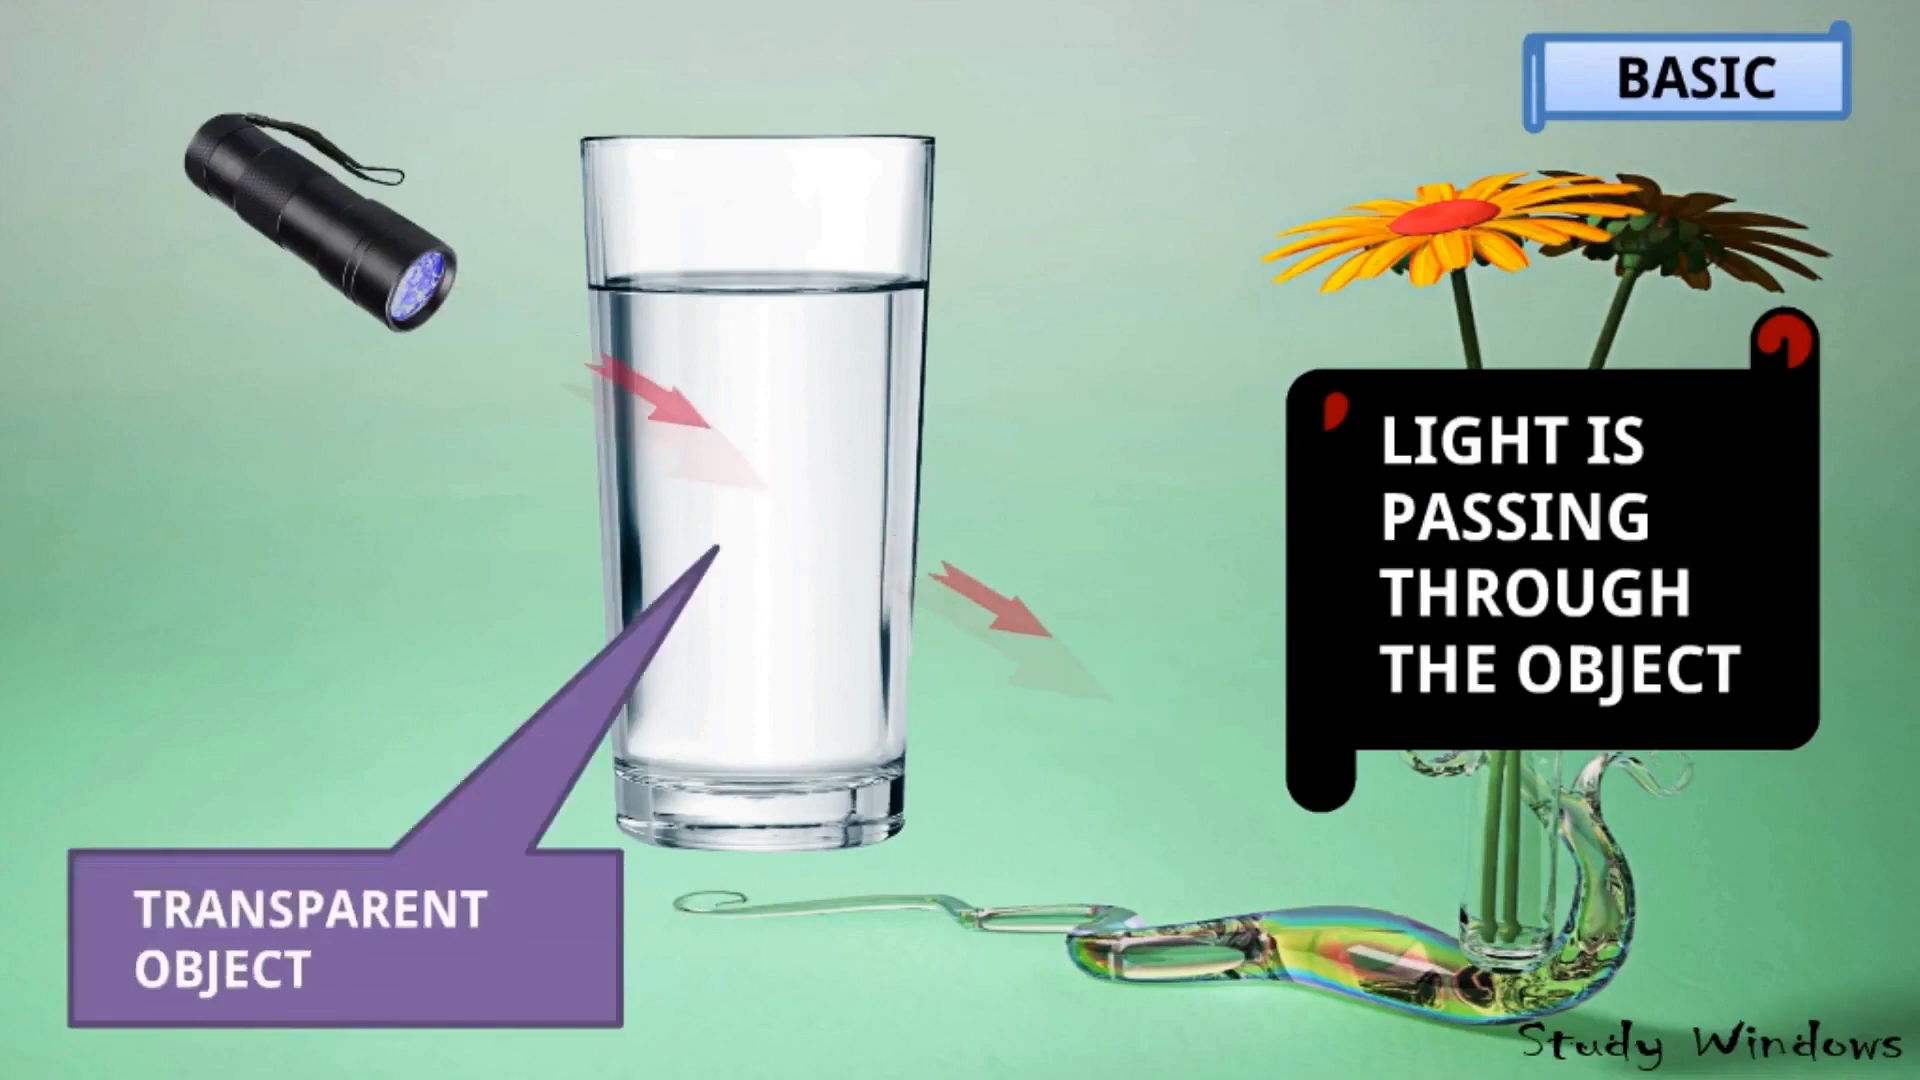 BASIC
LIGHT IS
PASSING
THROUGH
THE OBJECT
TRANSPARENT
OBJECT
Study Windows